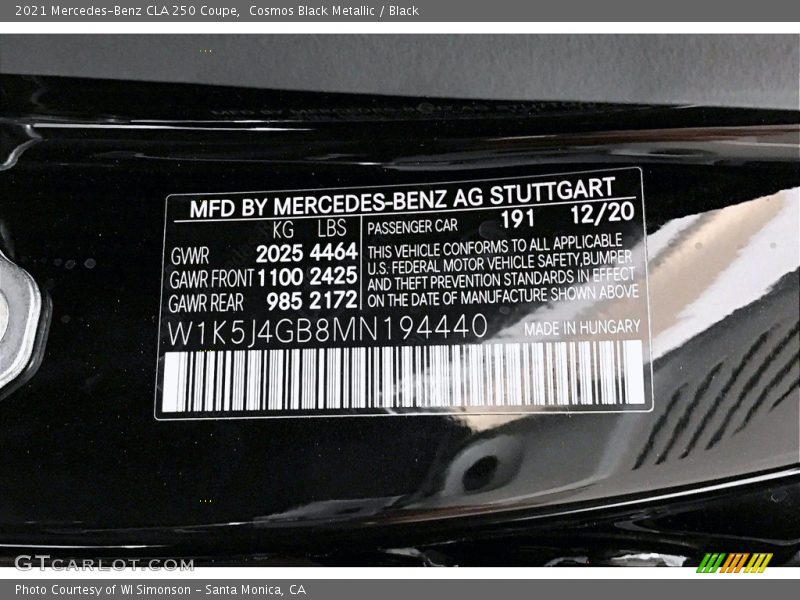 2021 Mercedes-Benz CLA 250 Coupe,  Cosmos Black Metallic / Black
MFD BY MERCEDES-BENZ AG STUTTGART
KG LBS
GVWR 2025 4464
GAWR FRONT 1100 2425
GAWR REAR 985 2172
PASSENGER CAR 191 12/20
THIS VEHICLE CONFORMS TO ALL APPLICABLE
U.S. FEDERAL MOTOR VEHICLE SAFETY,BUMPER
AND THEFT PREVENTION STANDARDS IN EFFECT
ON THE DATE OF MANUFACTURE SHOWN ABOVE
W1K5J4GB8MN194440 MADE IN HUNGARY
GTCARLOT.COM
Photo Courtesy of WI Simonson - Santa Monica, CA